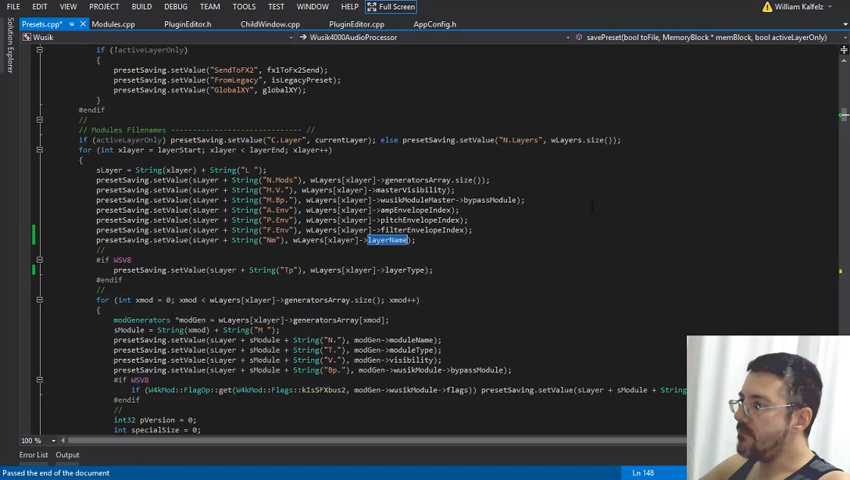 FILE EDIT VIEW PROJECT BUILD DEBUG TEAM TOOLS TEST WINDOW HELP Full Screen William Kalfelz
Presets.cpp* Modules.cpp PluginEditor.h ChildWindow.cpp PluginEditor.cpp AppConfig.h
Wusik Wusik4000AudioProcessor savePreset(bool toFile, MemoryBlock * memBlock, bool activeLayerOnly)
Solution Explorer
if (!activeLayerOnly)
{
presetSaving.setValue("SendToFX2", fx1ToFx2Send);
presetSaving.setValue("FromLegacy", isLegacyPreset);
presetSaving.setValue("GlobalXY", globalXY);
}
#endif
//
// Modules Filenames ----------------------------- //
if (activeLayerOnly) presetSaving.setValue("C.Layer", currentLayer); else presetSaving.setValue("N.Layers", wLayers.size());
for (int xlayer = layerStart; xlayer < layerEnd; xlayer++)
{
sLayer = String(xlayer) + String("L ");
presetSaving.setValue(sLayer + String("N.Mods"), wLayers[xlayer]->generatorsArray.size());
presetSaving.setValue(sLayer + String("M.V."), wLayers[xlayer]->masterVisibility);
presetSaving.setValue(sLayer + String("M.Bp."), wLayers[xlayer]->wusikModuleMaster->bypassModule);
presetSaving.setValue(sLayer + String("A.Env"), wLayers[xlayer]->ampEnvelopeIndex);
presetSaving.setValue(sLayer + String("P.Env"), wLayers[xlayer]->pitchEnvelopeIndex);
presetSaving.setValue(sLayer + String("F.Env"), wLayers[xlayer]->filterEnvelopeIndex);
presetSaving.setValue(sLayer + String("Nm"), wLayers[xlayer]->layerName);
//
#if WSV8
presetSaving.setValue(sLayer + String("Tp"), wLayers[xlayer]->layerType);
#endif
//
for (int xmod = 0; xmod < wLayers[xlayer]->generatorsArray.size(); xmod++)
{
modGenerators *modGen = wLayers[xlayer]->generatorsArray[xmod];
sModule = String(xmod) + String("M ");
presetSaving.setValue(sLayer + sModule + String("N."), modGen->moduleName);
presetSaving.setValue(sLayer + sModule + String("T."), modGen->moduleType);
presetSaving.setValue(sLayer + sModule + String("V."), modGen->visibility);
presetSaving.setValue(sLayer + sModule + String("Bp."), modGen->wusikModule->bypassModule);
#if WSV8
if (W4kMod::FlagOp::get(W4kMod::Flags::kIsSFXbus2, modGen->wusikModule->flags)) presetSaving.setValue(sLayer + sModule + String
#endif
//
int32 pVersion = 0;
int specialSize = 0;
100 %
Error List Output
Passed the end of the document Ln 148